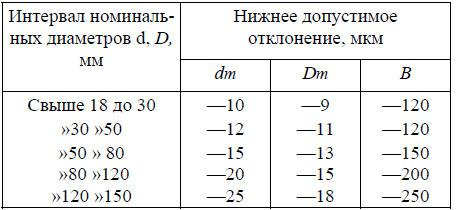 Интервал номиналь-
ных диаметров d, D,
мм
Нижнее допустимое
отклонение, мкм
dm Dm B
Свыше 18 до 30 —10 —9 —120
»30 »50 —12 —11 —120
»50 » 80 —15 —13 —150
»80 »120 —20 —15 —200
»120 »150 —25 —18 —250